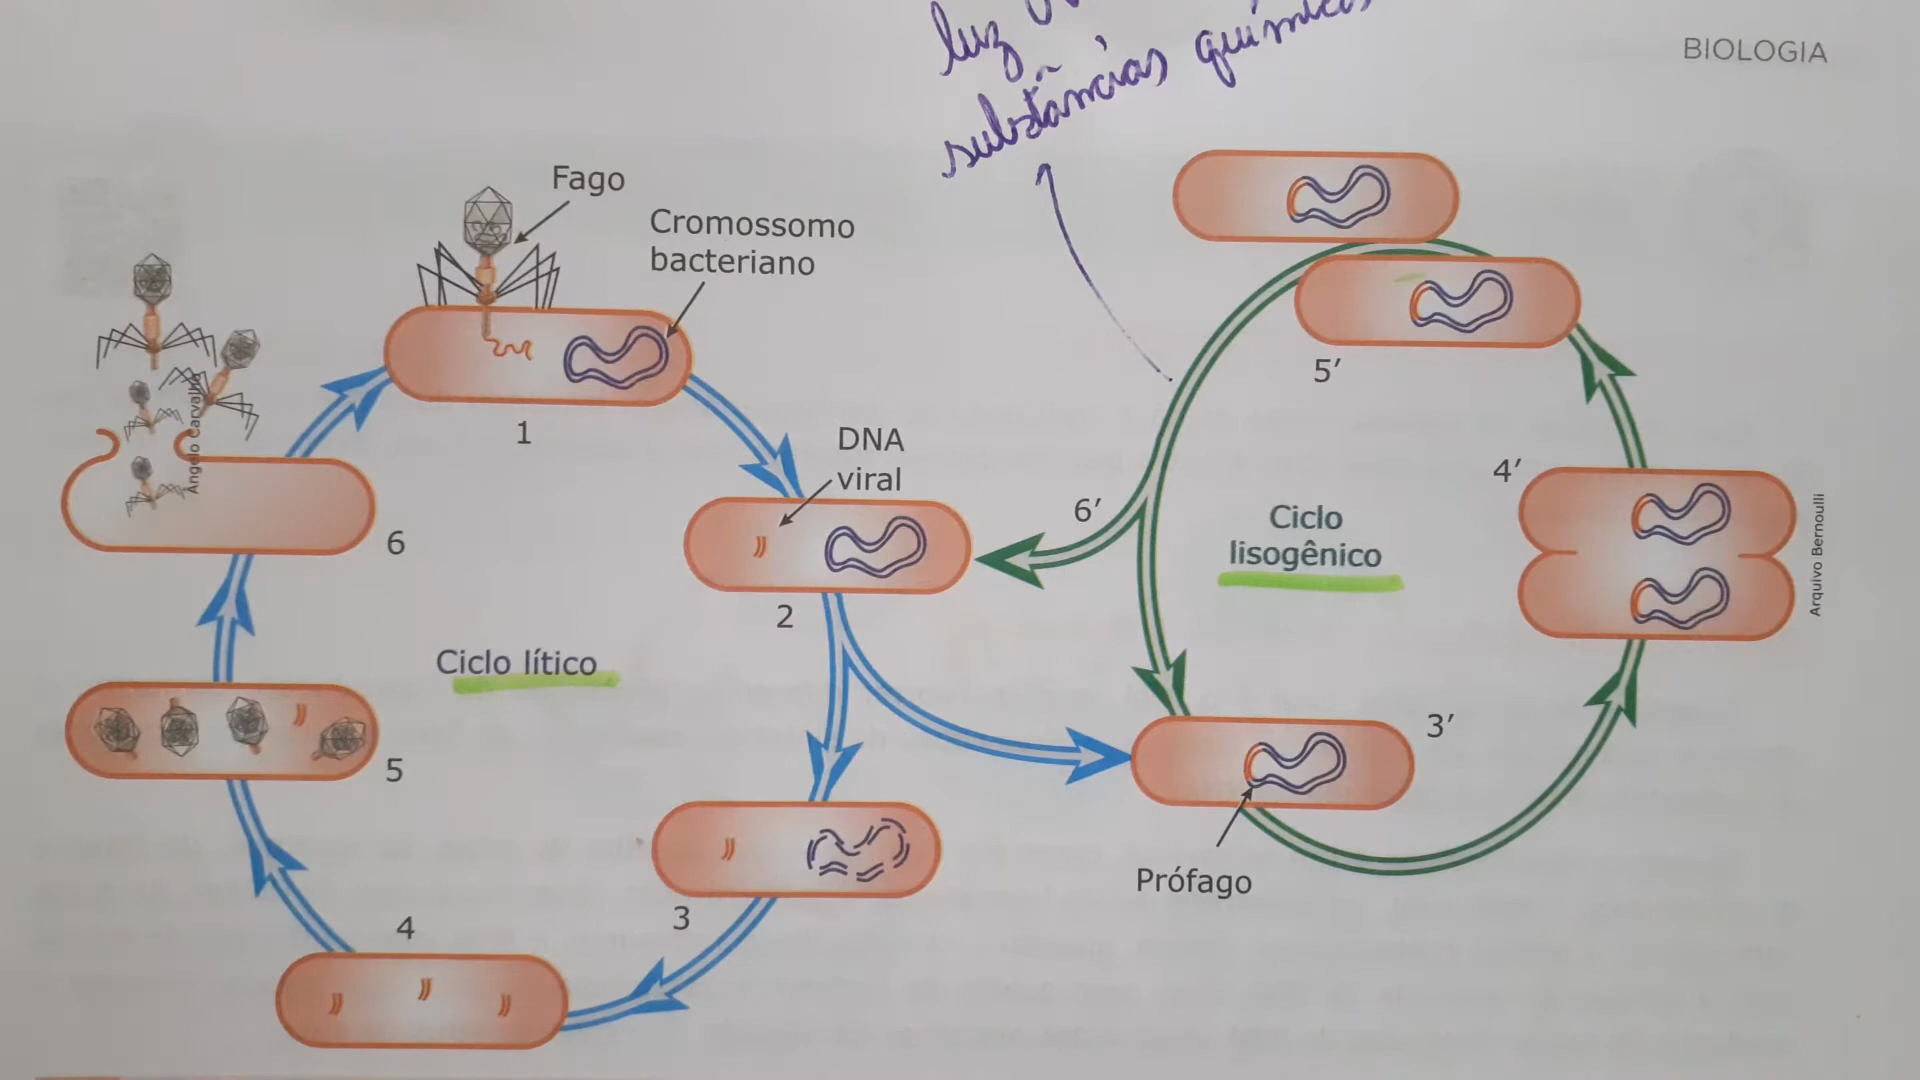 luz
substâncias químicas
BIOLOGIA
Fago
Cromossomo
bacteriano
Ângelo Carvalho
1
5′
DNA
viral
6′
4′
Ciclo
lisogênico
Arquivo Bernoulli
6
2
Ciclo lítico
5
3′
Prófago
3
4